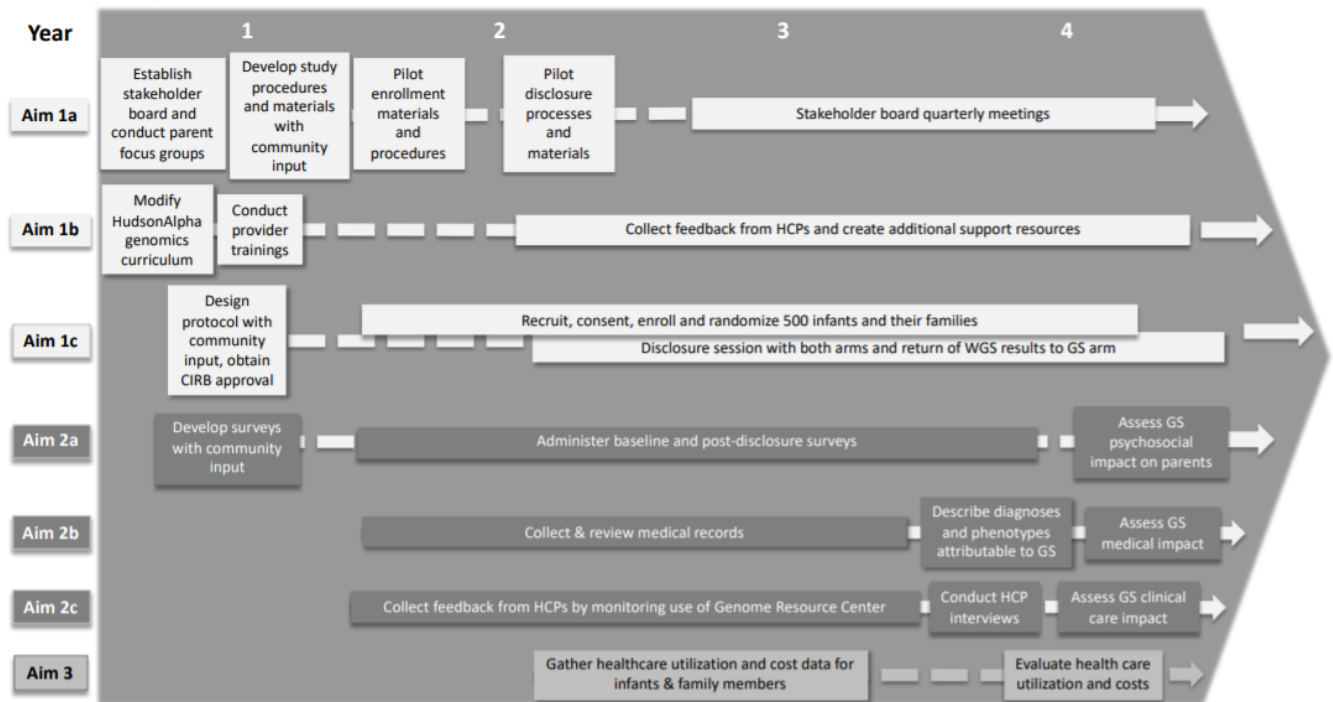 Year
1
2
3
4
Aim 1a
Establish
stakeholder
board and
conduct parent
focus groups
Develop study
procedures
and materials
with
community
input
Pilot
enrollment
materials
and
procedures
Pilot
disclosure
processes
and
materials
Stakeholder board quarterly meetings
Aim 1b
Modify
HudsonAlpha
genomics
curriculum
Conduct
provider
trainings
Collect feedback from HCPs and create additional support resources
Aim 1c
Design
protocol with
community
input, obtain
CIRB approval
Recruit, consent, enroll and randomize 500 infants and their families
Disclosure session with both arms and return of WGS results to GS arm
Aim 2a
Develop surveys
with community
input
Administer baseline and post-disclosure surveys
Assess GS
psychosocial
impact on parents
Aim 2b
Collect & review medical records
Describe diagnoses
and phenotypes
attributable to GS
Assess GS
medical impact
Aim 2c
Collect feedback from HCPs by monitoring use of Genome Resource Center
Conduct HCP
interviews
Assess GS clinical
care impact
Aim 3
Gather healthcare utilization and cost data for
infants & family members
Evaluate health care
utilization and costs